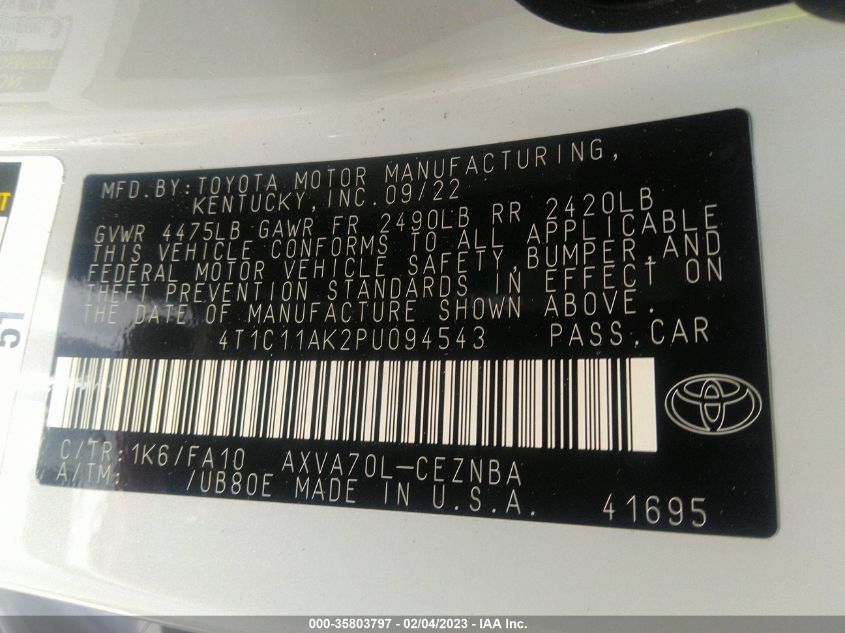 MFD.BY:TOYOTA MOTOR MANUFACTURING,
KENTUCKY, INC. 09/22
GVWR 4475LB GAWR FR 2490LB RR 2420LB
THIS VEHICLE CONFORMS TO ALL APPLICABLE
FEDERAL MOTOR VEHICLE SAFETY, BUMPER, AND
THEFT PREVENTION STANDARDS IN EFFECT ON
THE DATE OF MANUFACTURE SHOWN ABOVE.
4T1C11AK2PU094543 PASS.CAR
C/TR:1K6/FA10 AXVA70L-CEZNBA
A/TM: /UB80E MADE IN U.S.A. 41695
51
000-35803797 - 02/04/2023 - IAA Inc.